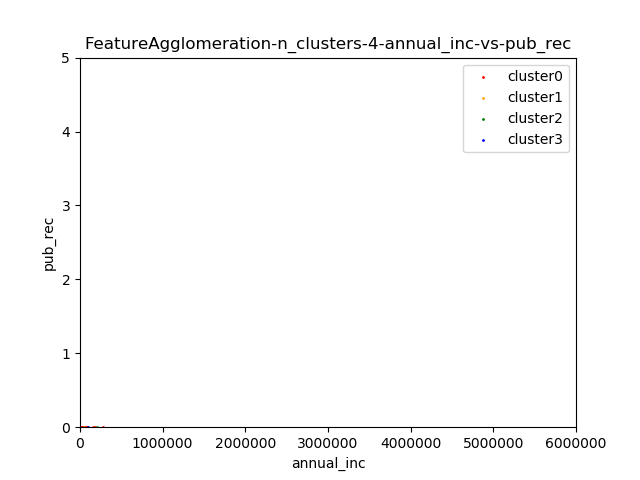 FeatureAgglomeration-n_clusters-4-annual_inc-vs-pub_rec
cluster0
cluster1
cluster2
cluster3
5
4
3
2
1
0
pub_rec
0
1000000
2000000
3000000
4000000
5000000
6000000
annual_inc